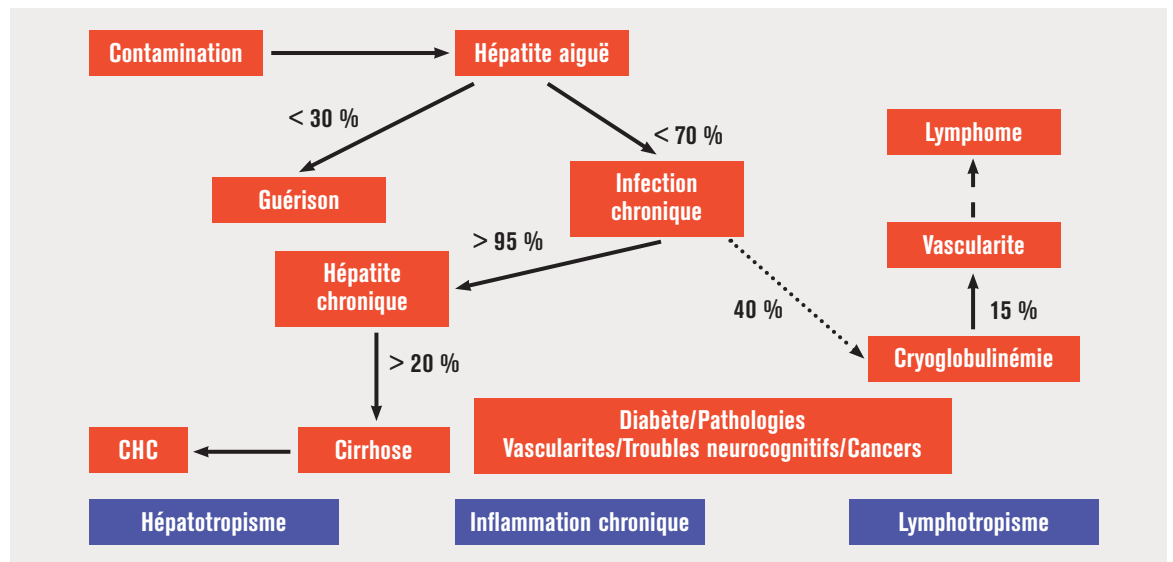 Contamination
Hépatite aiguë
< 30 %
< 70 %
Lymphome
Guérison
Infection
chronique
Vascularite
> 95 %
Hépatite
chronique
40 %
15 %
Cryoglobulinémie
> 20 %
Diabète/Pathologies
Vascularites/Troubles neurocognitifs/Cancers
CHC
Cirrhose
Hépatotropisme
Inflammation chronique
Lymphotropisme